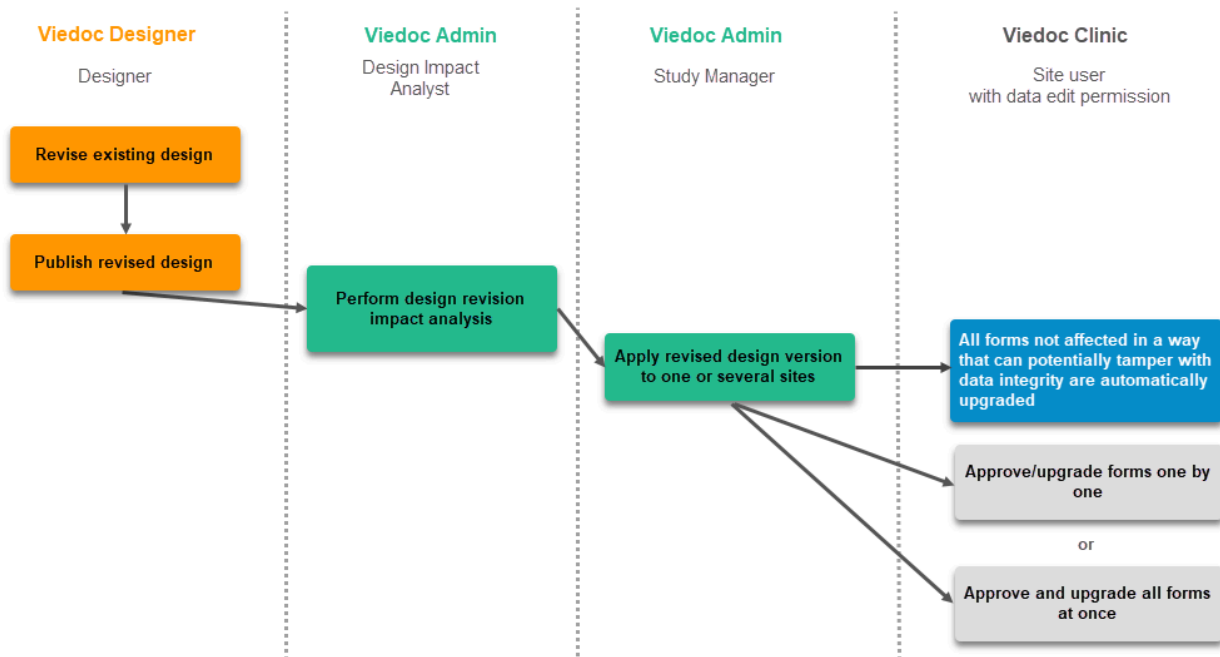 Viedoc Designer
Designer
Viedoc Admin
Design Impact
Analyst
Viedoc Admin
Study Manager
Viedoc Clinic
Site user
with data edit permission
Revise existing design
Publish revised design
Perform design revision
impact analysis
Apply revised design version
to one or several sites
All forms not affected in a way
that can potentially tamper with
data integrity are automatically
upgraded
Approve/upgrade forms one by
one
or
Approve and upgrade all forms
at once